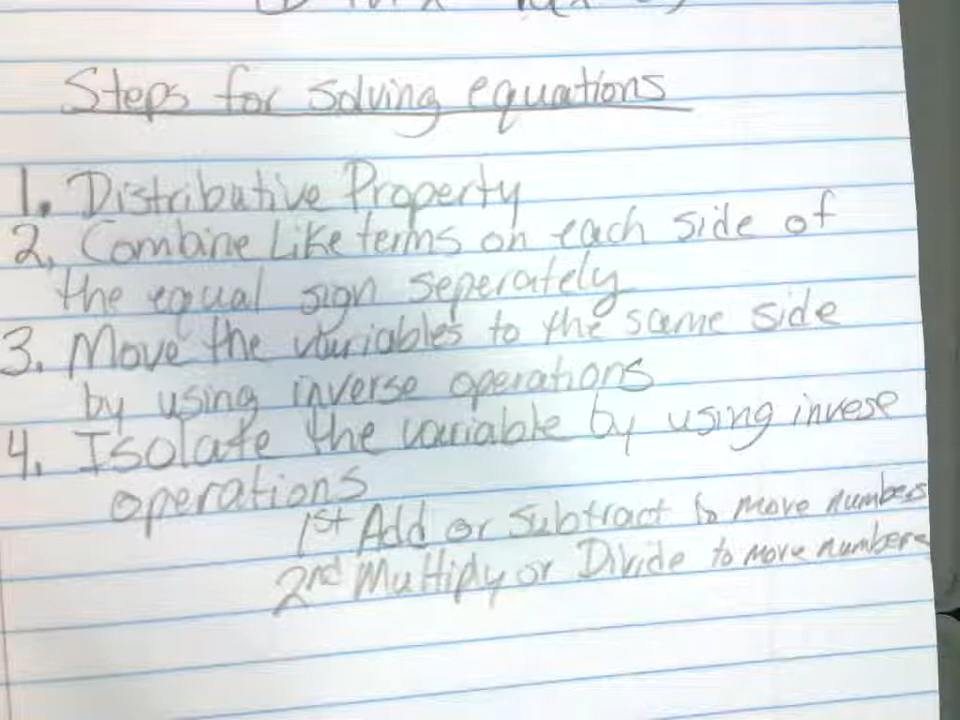 Steps for solving equations
1. Distributive Property
2. Combine Like terms on each side of
the equal sign seperately
3. Move the variables to the same side
by using inverse operations
4. Isolate the variable by using invese
operations
1st Add or Subtract to move numbers
2nd Multiply or Divide to move numbers